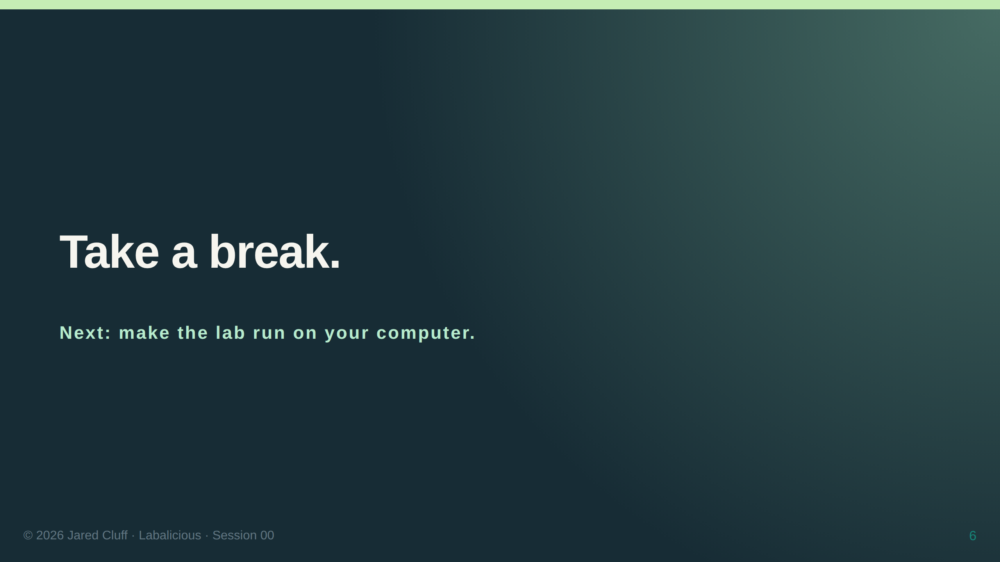 Take a break.
Next: make the lab run on your computer.
© 2026 Jared Cluff · Labalicious · Session 00
6